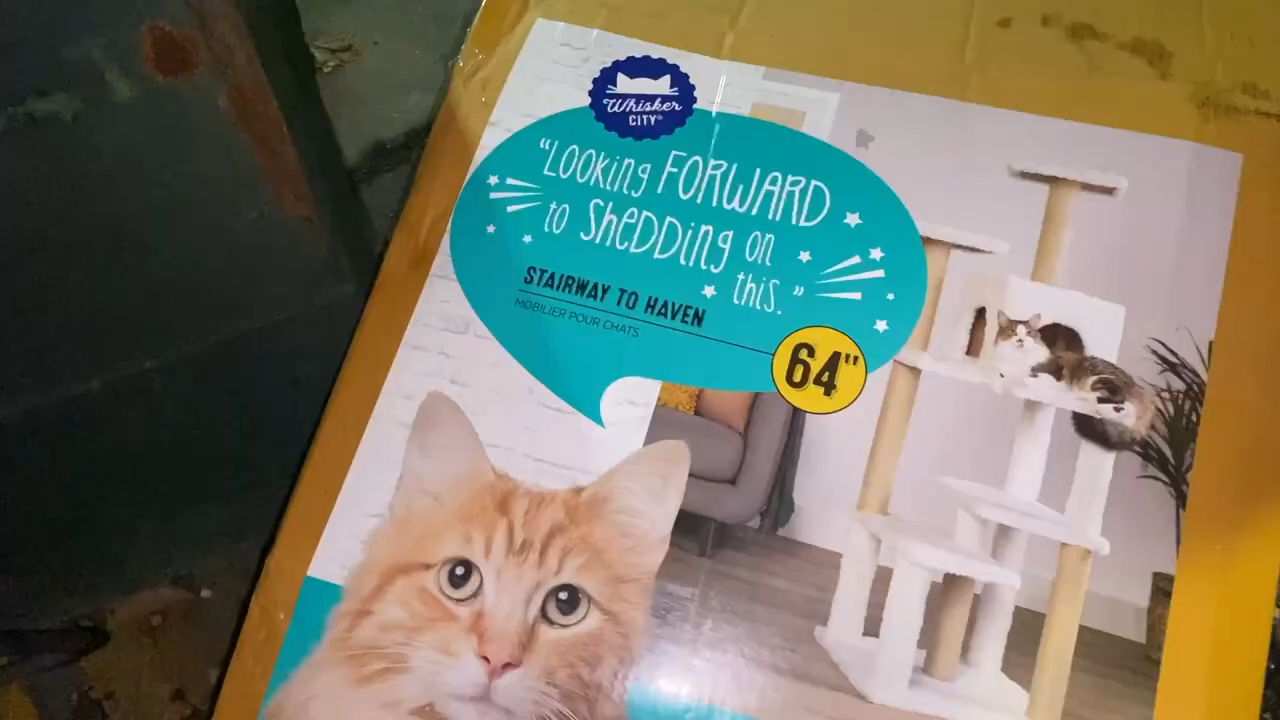 Whisker
CITY®
"LOOking FORWARD
to SheDDing on
this."
STAIRWAY TO HAVEN
MOBILIER POUR CHATS
64"